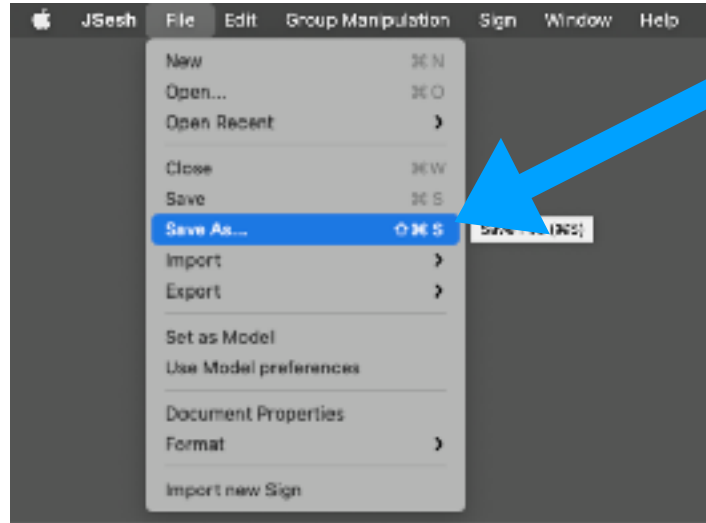 JSesh File Edit Group Manipulation Sign Window Help
New ⌘ N
Open... ⌘ O
Open Recent
Close ⌘ W
Save ⌘ S
Save As... ⇧ ⌘ S
Import
Export
Set as Model
Use Model preferences
Document Properties
Format
Import new Sign